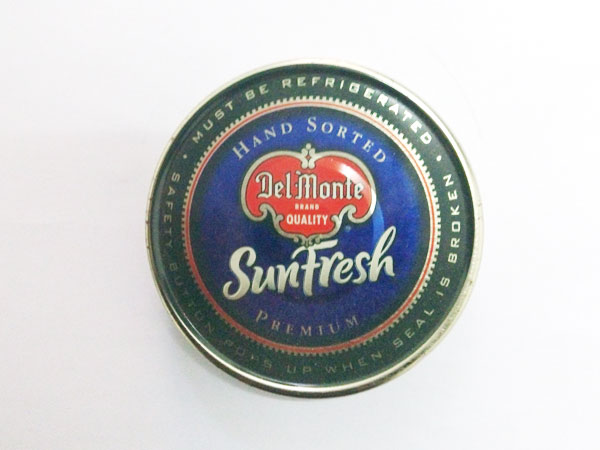 MUST BE REFRIGERATED •
SAFETY BUTTON POPS UP WHEN SEAL IS BROKEN •
HAND SORTED
Del Monte
BRAND
QUALITY
SunFresh
PREMIUM